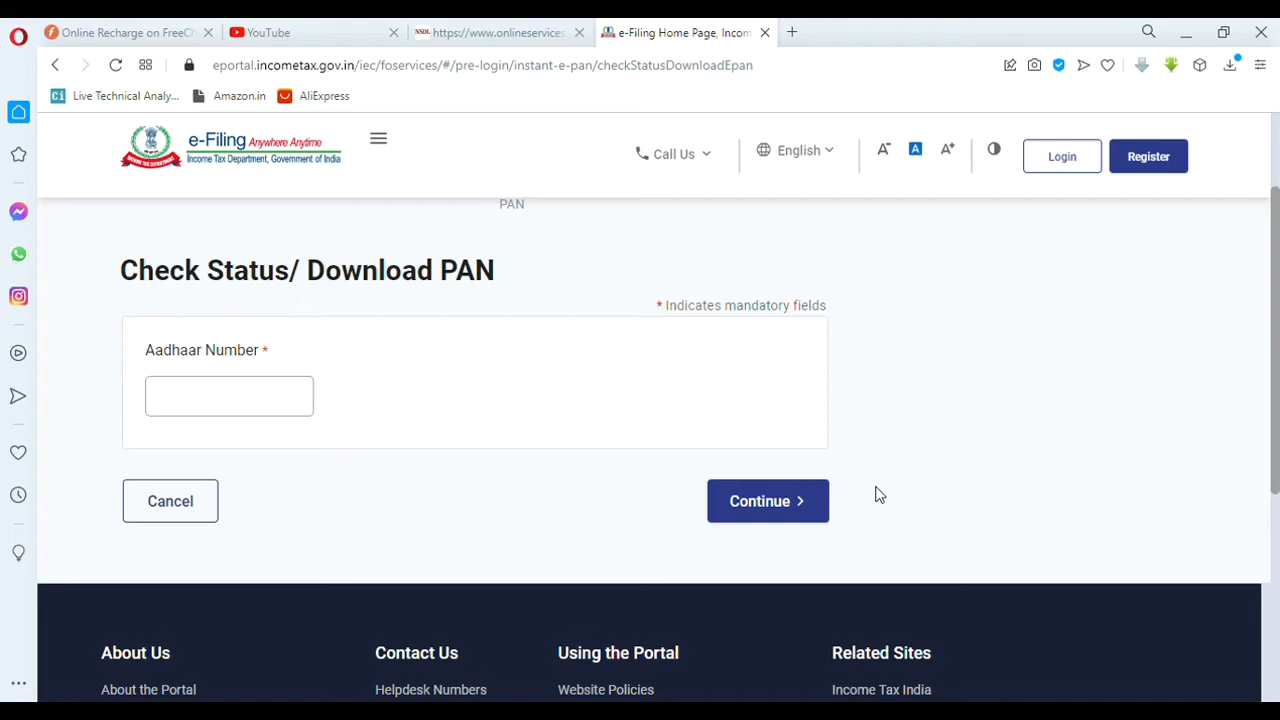 Online Recharge on FreeCh
YouTube
NSDL https://www.onlineservices
e-Filing Home Page, Incom
eportal.incometax.gov.in/iec/foservices/#/pre-login/instant-e-pan/checkStatusDownloadEpan
Ci Live Technical Analy...
Amazon.in
AliExpress
e-Filing Anywhere Anytime
Income Tax Department, Government of India
Call Us
English
A-
A
A+
Login
Register
PAN
Check Status/ Download PAN
* Indicates mandatory fields
Aadhaar Number *
Cancel
Continue >
About Us
Contact Us
Using the Portal
Related Sites
About the Portal
Helpdesk Numbers
Website Policies
Income Tax India